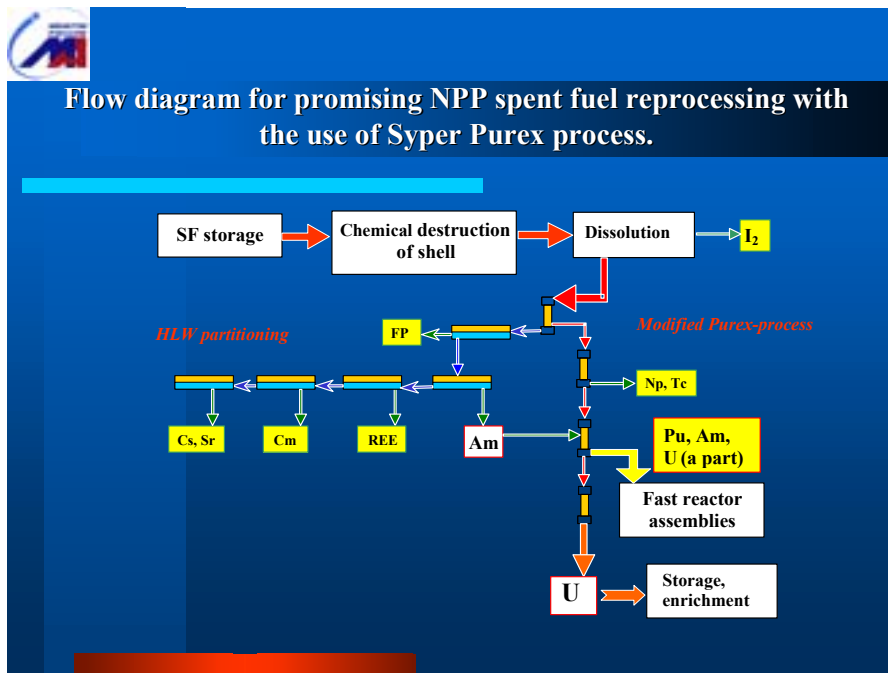 Flow diagram for promising NPP spent fuel reprocessing with
the use of Syper Purex process.
SF storage
Chemical destruction
of shell
Dissolution
I₂
HLW partitioning
FP
Modified Purex-process
Np, Tc
Cs, Sr
Cm
REE
Am
Pu, Am,
U (a part)
Fast reactor
assemblies
U
Storage,
enrichment